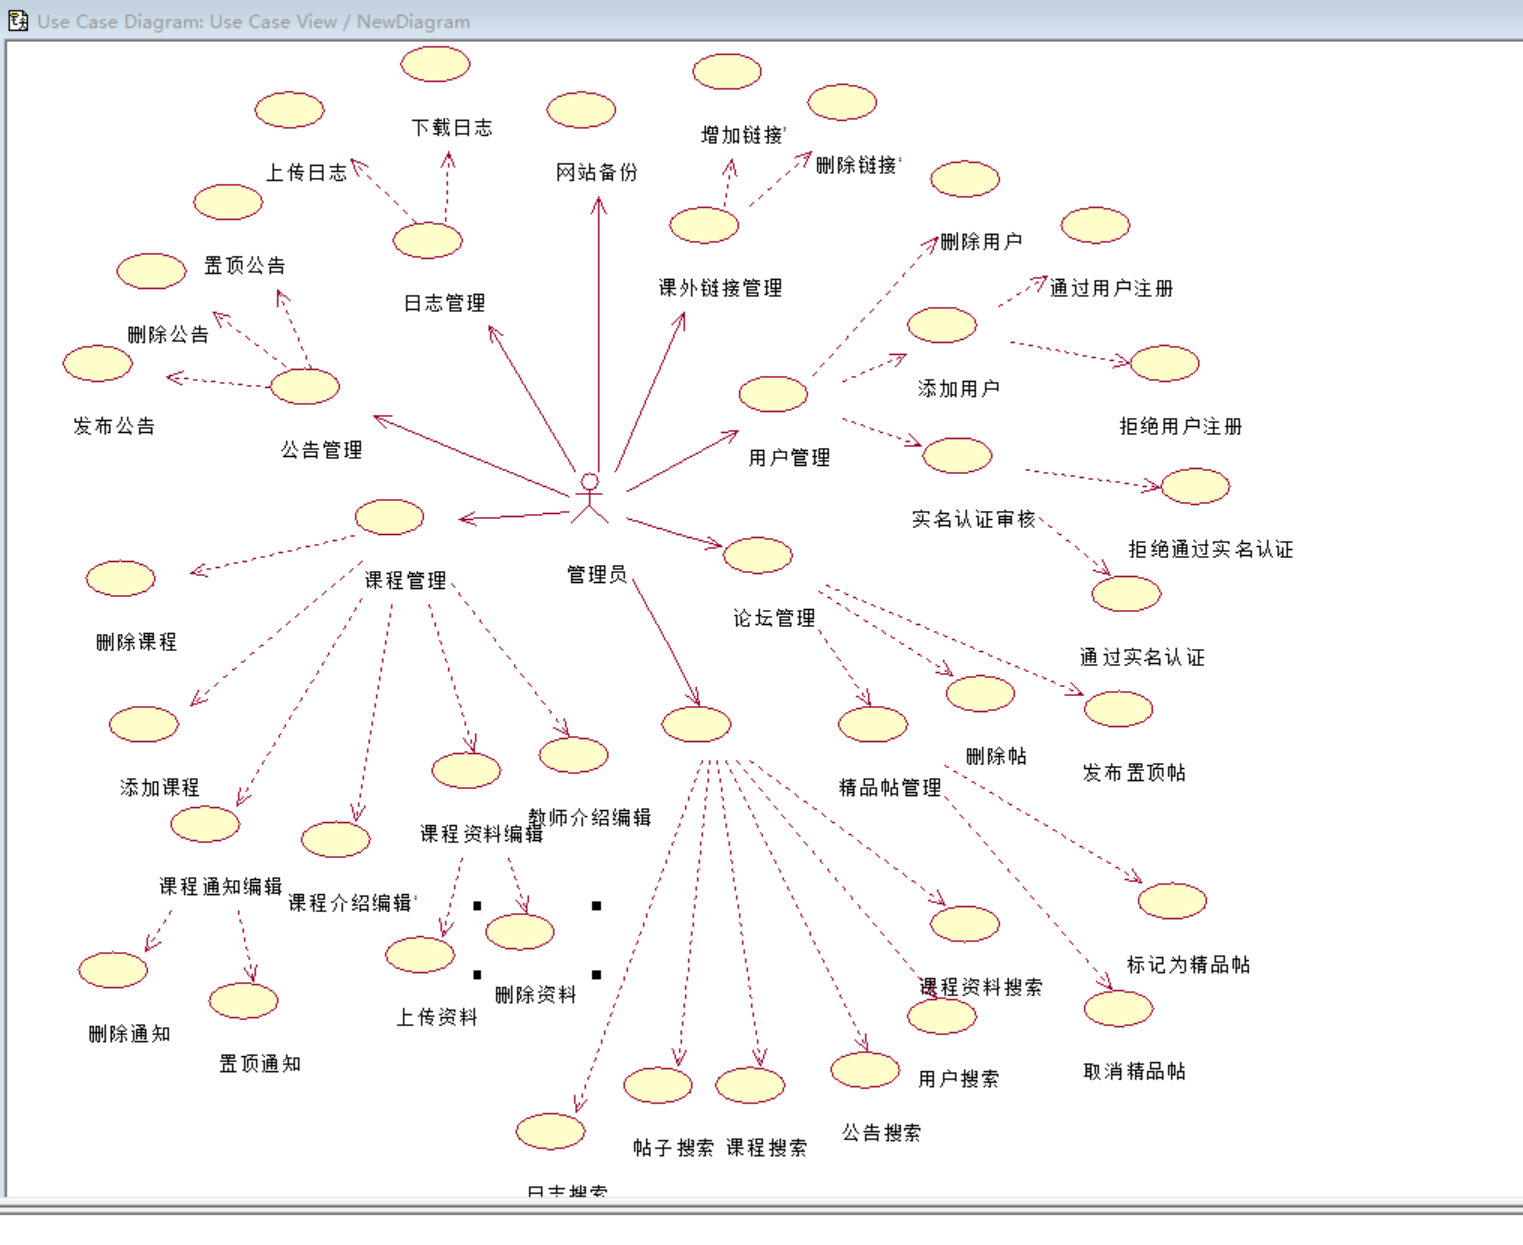 Use Case Diagram: Use Case View / NewDiagram
下载日志
增加链接'
上传日志
网站备份
删除链接'
置顶公告
删除用户
日志管理
课外链接管理
通过用户注册
删除公告
添加用户
发布公告
公告管理
用户管理
拒绝用户注册
实名认证审核
拒绝通过实名认证
课程管理
管理员
删除课程
论坛管理
通过实名认证
添加课程
精品帖管理
删除帖
发布置顶帖
课程资料编辑
教师介绍编辑
课程通知编辑
课程介绍编辑'
标记为精品帖
课程资料搜索
删除资料
上传资料
删除通知
置顶通知
用户搜索
取消精品帖
帖子搜索
课程搜索
公告搜索
日志搜索